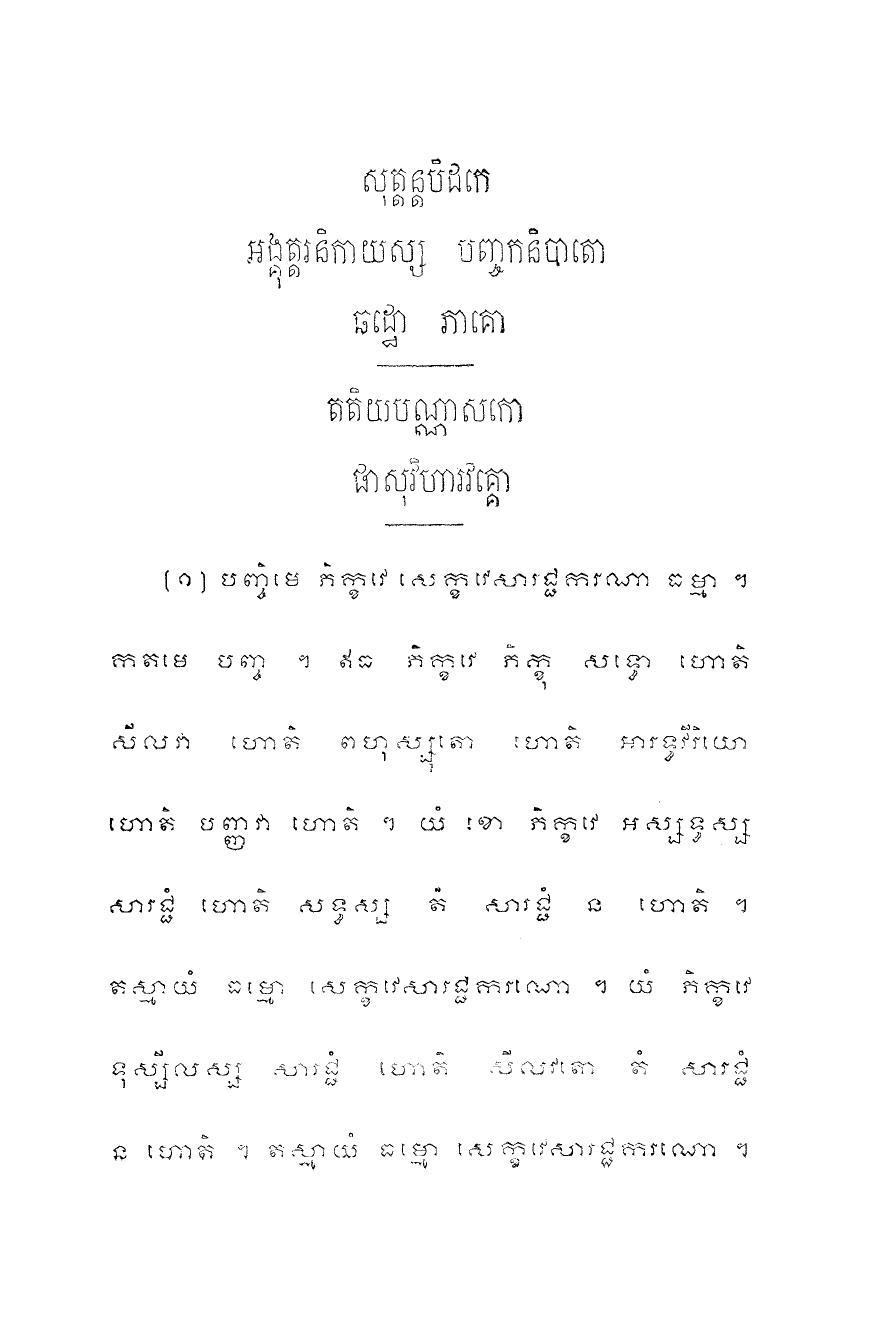 សុត្តន្តបិដកេ
អង្គុត្តរនិកាយស្ស បញ្ចកនិបាតោ
ឆដ្ឋោ ភាគោ
តតិយបណ្ណាសកោ
ផាសុវិហារវគ្គោ
(១) បញ្ចិមេ ភិក្ខវេ សេក្ខវេសារជ្ជករណា ធម្មា ។
កតមេ បញ្ច ។ ឥធ ភិក្ខវេ ភិក្ខុ សទ្ធោ ហោតិ
សីលវា ហោតិ ពហុស្សុតោ ហោតិ អារទ្ធវីរិយោ
ហោតិ បញ្ញវា ហោតិ ។ យំ ខោ ភិក្ខវេ អស្សទ្ធស្ស
សារជ្ជំ ហោតិ សទ្ធស្ស តំ សារជ្ជំ ន ហោតិ ។
តស្មាយំ ធម្មោ សេក្ខវេសារជ្ជករណោ ។ យំ ភិក្ខវេ
ទុស្សីលស្ស សារជ្ជំ ហោតិ សីលវតោ តំ សារជ្ជំ
ន ហោតិ ។ តស្មាយំ ធម្មោ សេក្ខវេសារជ្ជករណោ ។